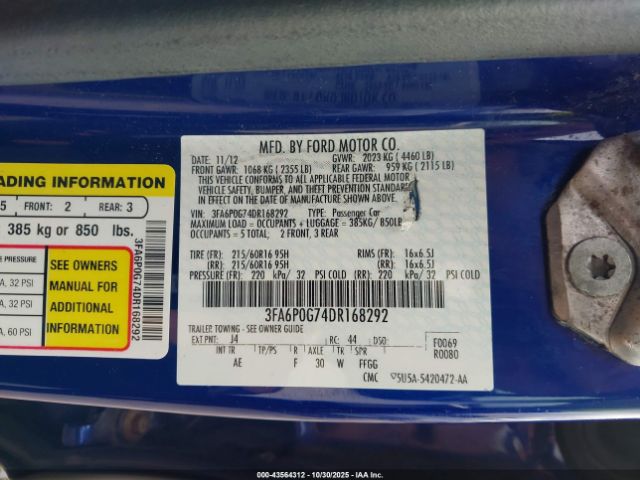 MFD. BY FORD MOTOR CO.
DATE: 11/12 GVWR: 2023 KG ( 4460 LB)
FRONT GAWR: 1068 KG ( 2355 LB) REAR GAWR: 959 KG ( 2115 LB)
THIS VEHICLE CONFORMS TO ALL APPLICABLE FEDERAL MOTOR
VEHICLE SAFETY, BUMPER, AND THEFT PREVENTION STANDARDS
IN EFFECT ON THE DATE OF MANUFACTURE SHOWN ABOVE.
VIN: 3FA6P0G74DR168292 TYPE: Passenger Car
MAXIMUM LOAD = OCCUPANTS + LUGGAGE = 385KG/ 850LB
OCCUPANTS = 5 TOTAL, 2 FRONT, 3 REAR
TIRE (FR): 215/60R16 95H RIMS (FR): 16x6.5J
(RR): 215/60R16 95H (RR): 16x6.5J
PRESSURE(FR): 220 kPa/ 32 PSI COLD (RR): 220 kPa/ 32 PSI COLD
3FA6P0G74DR168292
TRAILER TOWING - SEE OWNER GUIDE
EXT PNT: J4 RC: 44 DSO: F0069
INT TR TP/PS R AXLE TR SPR R0080
AE F 30 W FFGG
CMC 5U5A-5420472-AA
ADING INFORMATION
5 FRONT: 2 REAR: 3
385 kg or 850 lbs.
SEE OWNERS
MANUAL FOR
ADDITIONAL
INFORMATION
A, 32 PSI
A, 32 PSI
A, 60 PSI
3FA6P0G74DR168292
000-43564312 - 10/30/2025 - IAA, Inc.